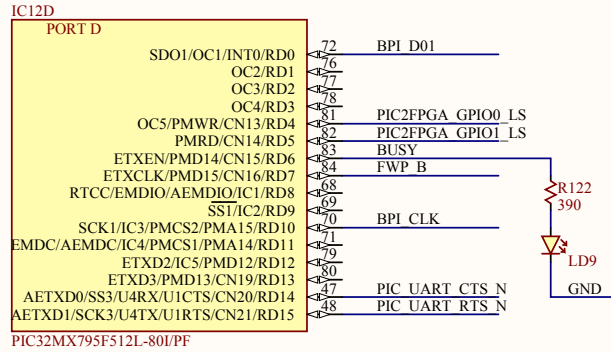 IC12D
PORT D
SDO1/OC1/INT0/RD0 72 BPI_D01
OC2/RD1 76
OC3/RD2 77
OC4/RD3 78
OC5/PMWR/CN13/RD4 81 PIC2FPGA_GPIO0_LS
PMRD/CN14/RD5 82 PIC2FPGA_GPIO1_LS
ETXEN/PMD14/CN15/RD6 83 BUSY
ETXCLK/PMD15/CN16/RD7 84 FWP_B
RTCC/EMDIO/AEMDIO/IC1/RD8 68
SS1/IC2/RD9 69
SCK1/IC3/PMCS2/PMA15/RD10 70 BPI_CLK
EMDC/AEMDC/IC4/PMCS1/PMA14/RD11 71
ETXD2/IC5/PMD12/RD12 79
ETXD3/PMD13/CN19/RD13 80
AETXD0/SS3/U4RX/U1CTS/CN20/RD14 47 PIC_UART_CTS_N
AETXD1/SCK3/U4TX/U1RTS/CN21/RD15 48 PIC_UART_RTS_N
PIC32MX795F512L-80I/PF
R122
390
LD9
GND